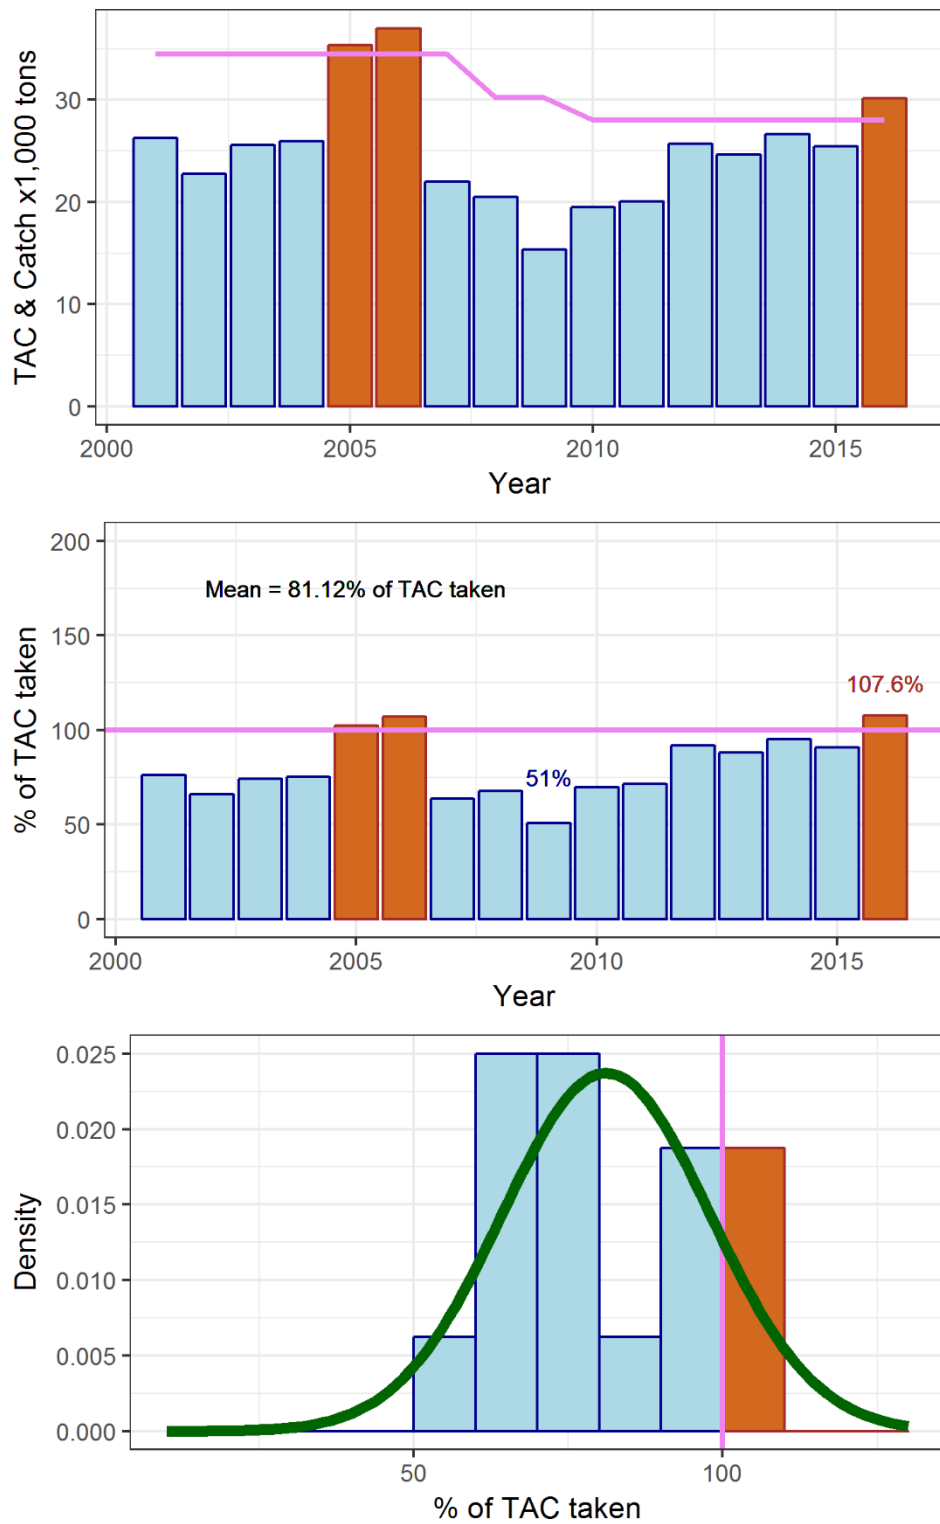 TAC & Catch x1,000 tons
30
20
10
0
2000 2005 2010 2015
Year
% of TAC taken
200
150
100
50
0
Mean = 81.12% of TAC taken
107.6%
51%
2000 2005 2010 2015
Year
Density
0.025
0.020
0.015
0.010
0.005
0.000
50 100
% of TAC taken